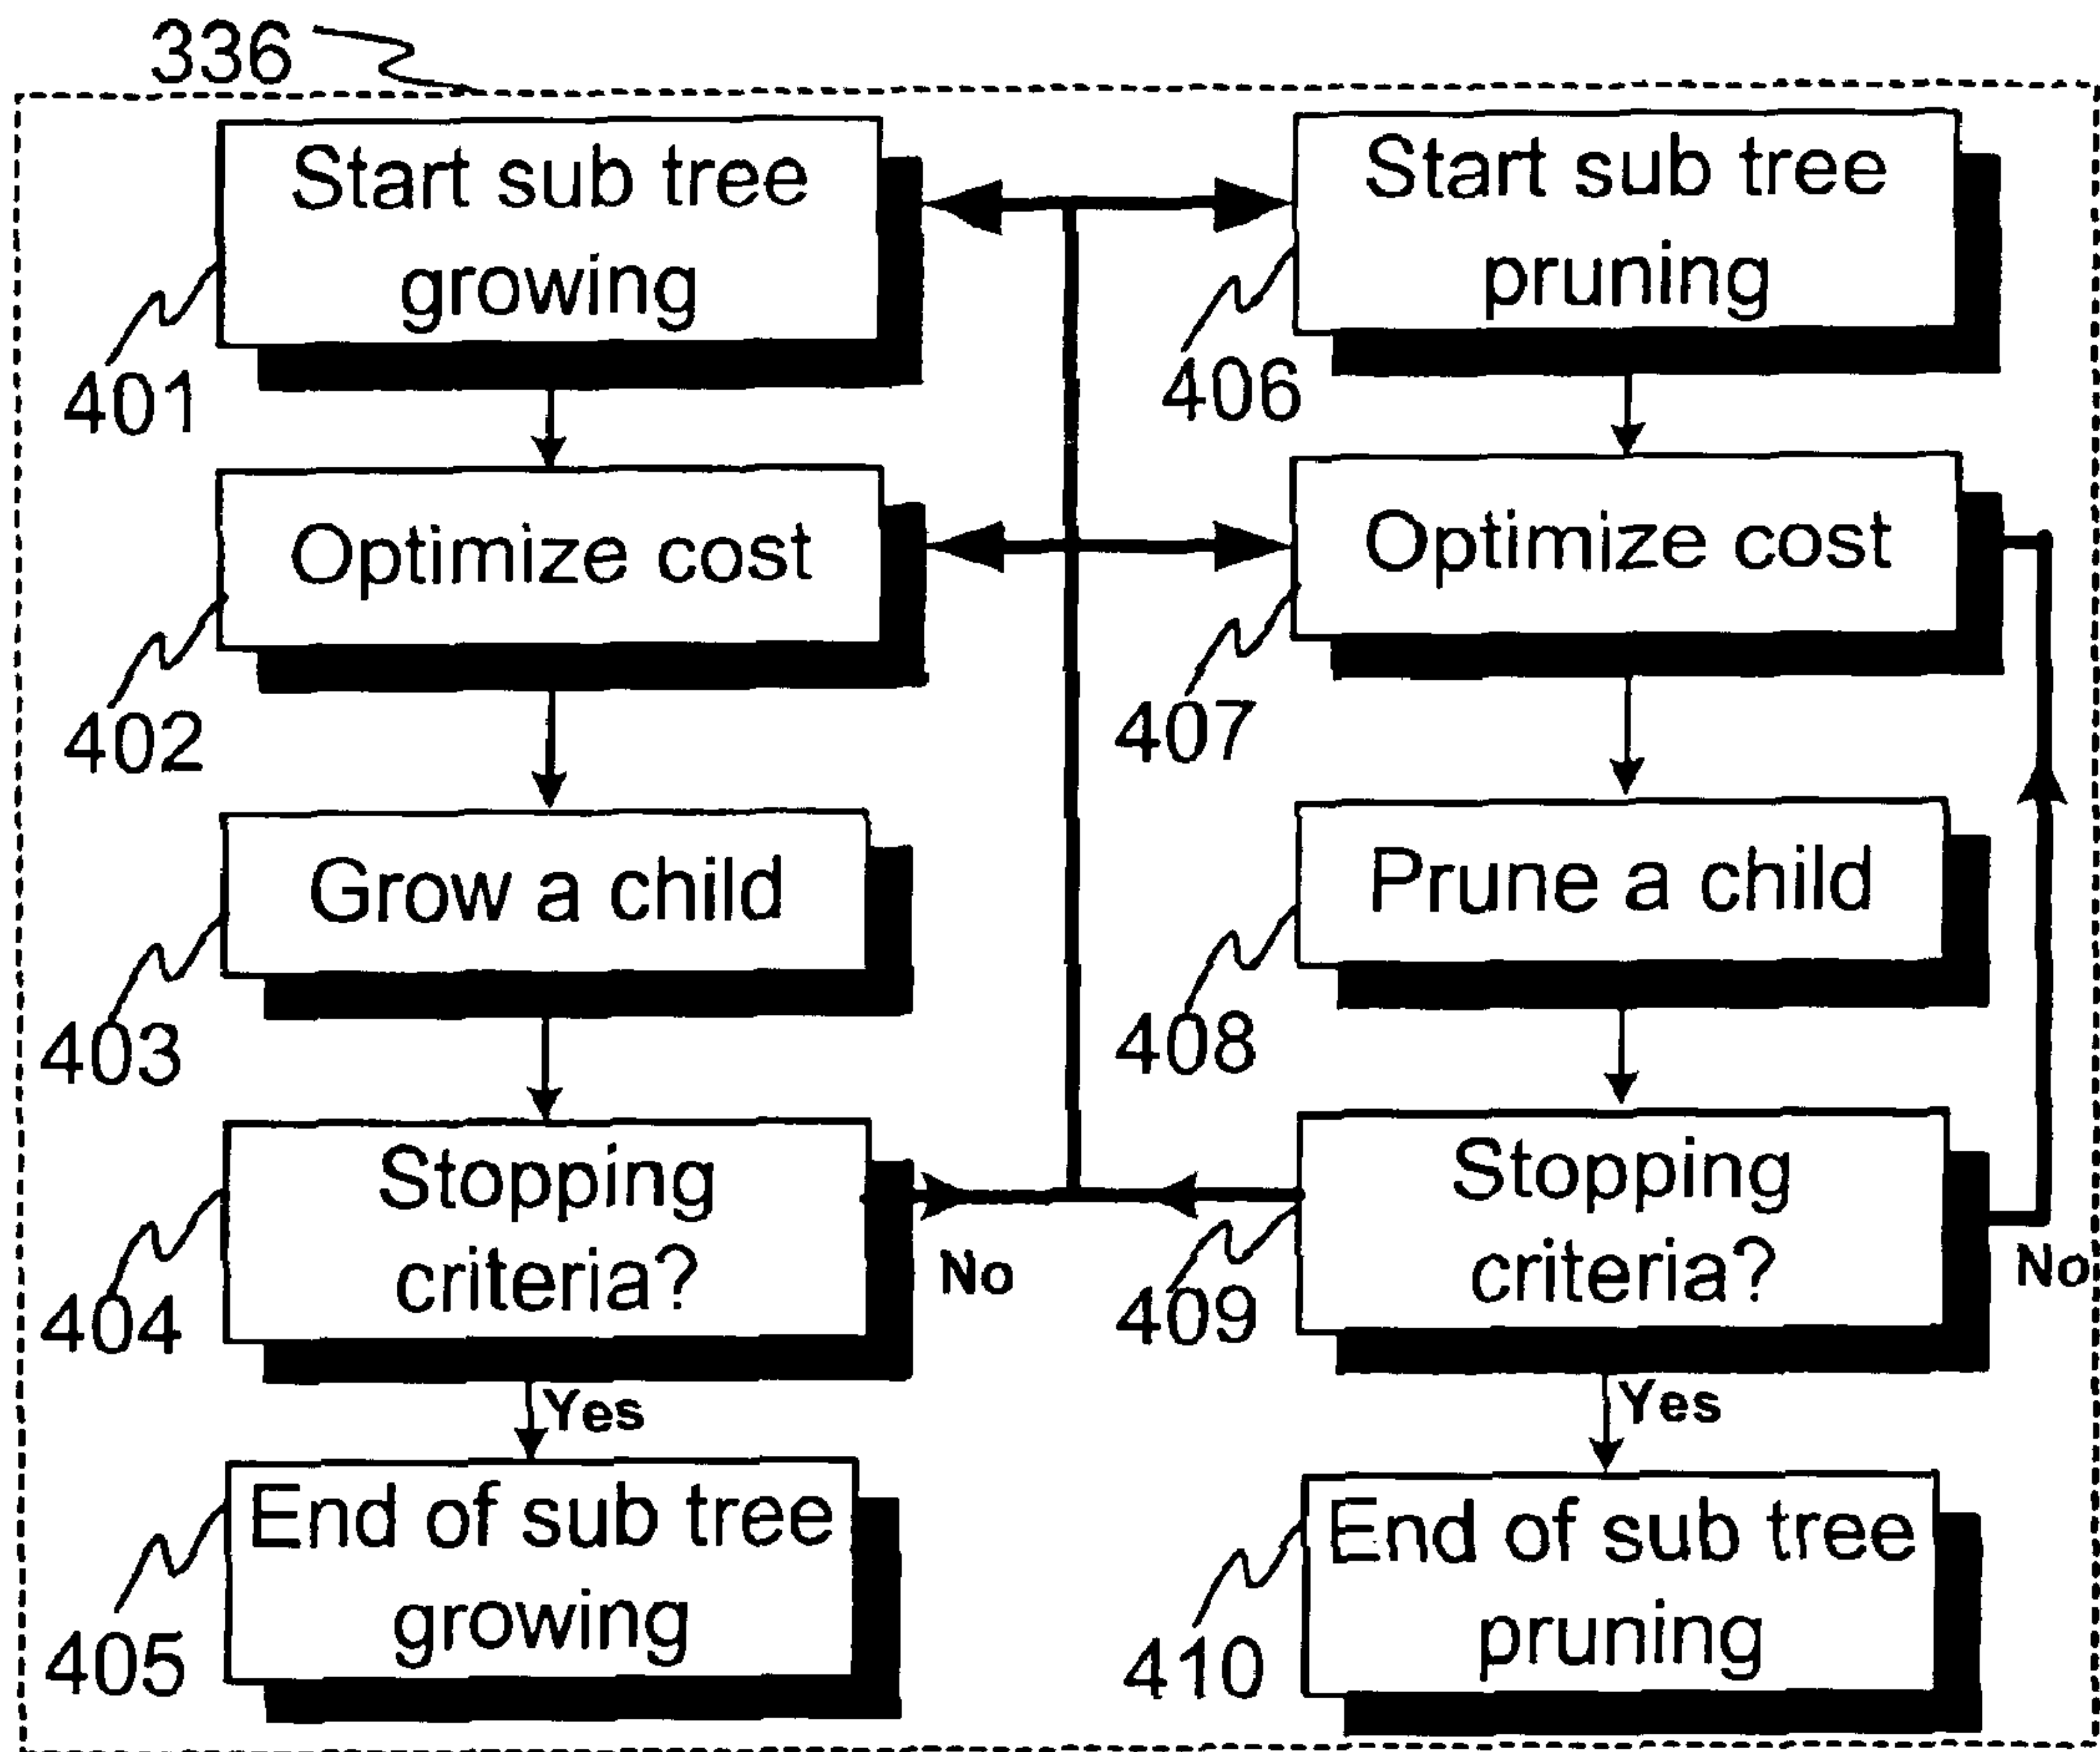 336
Start sub tree
growing
401
Optimize cost
402
Grow a child
403
Stopping
criteria?
404
No
Yes
End of sub tree
growing
405
Start sub tree
pruning
406
Optimize cost
407
Prune a child
408
Stopping
criteria?
409
No
Yes
End of sub tree
pruning
410